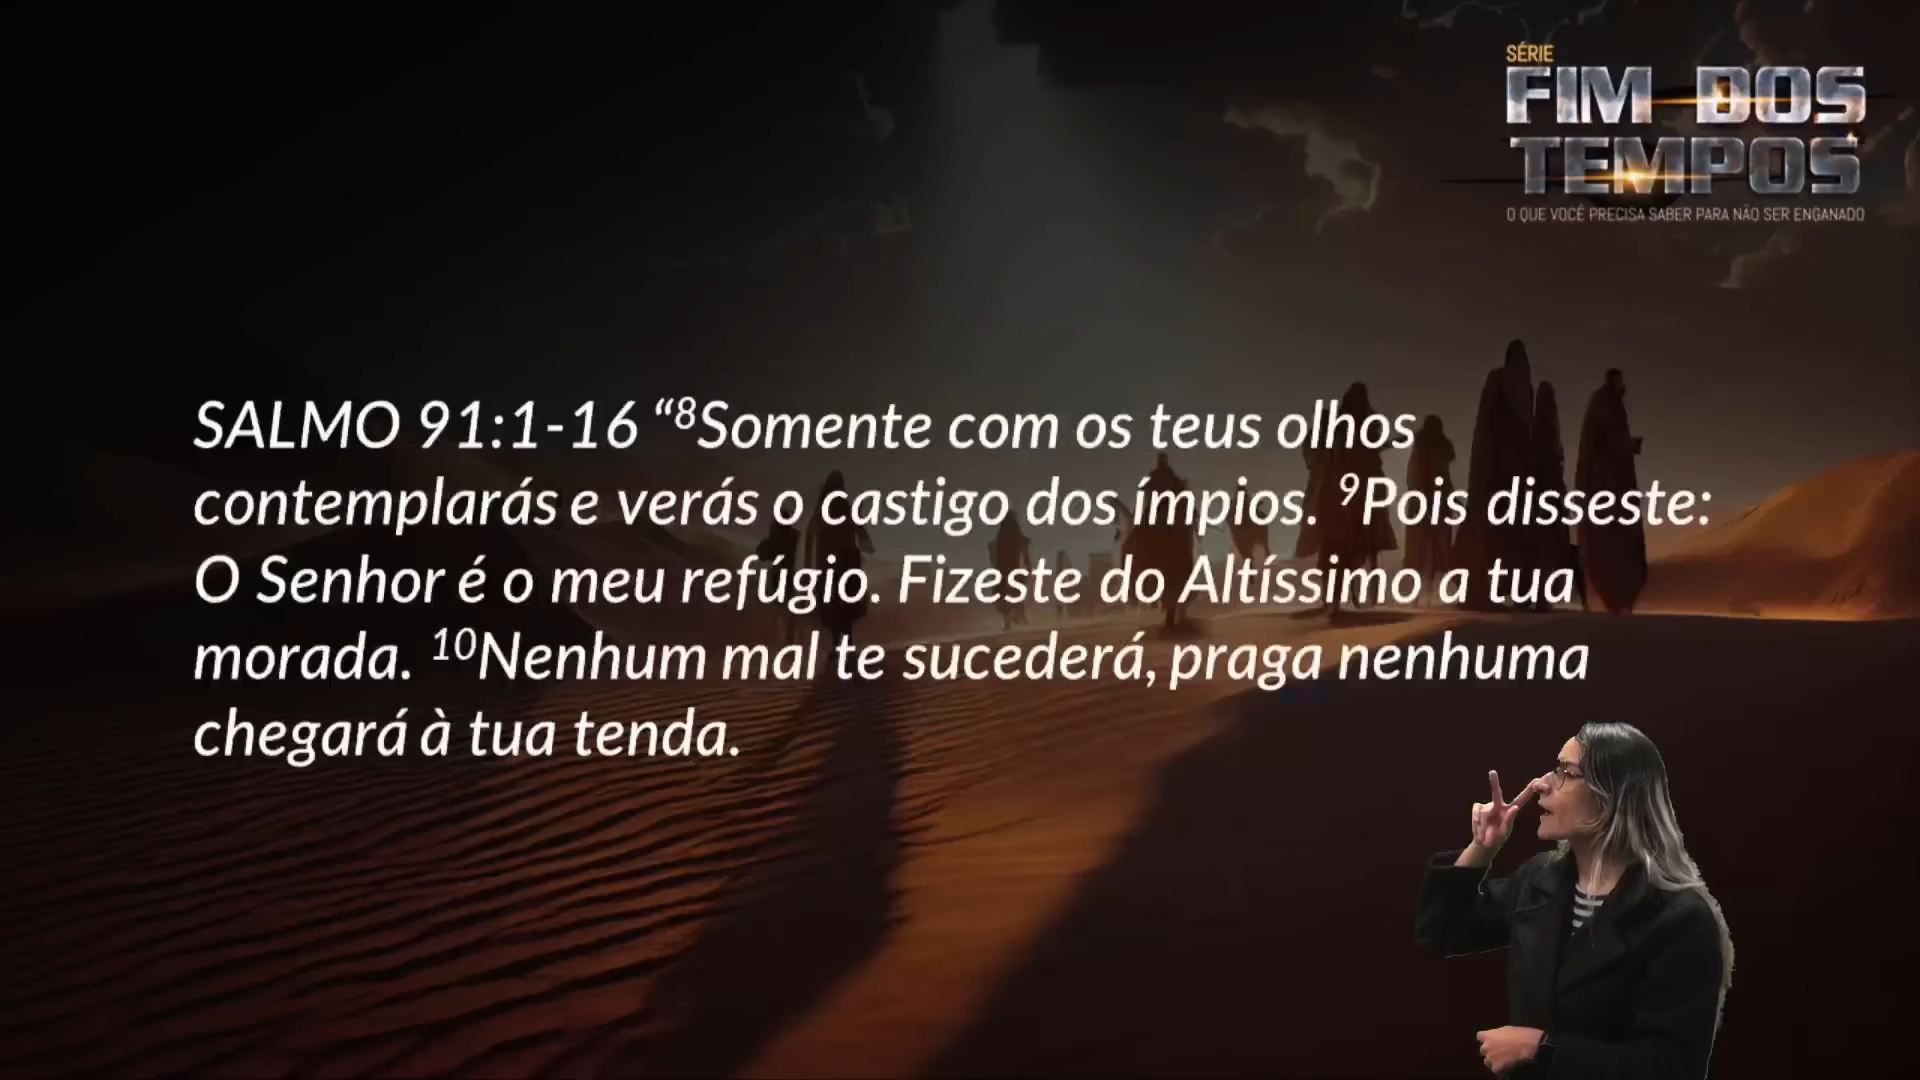 SÉRIE
FIM DOS
TEMPOS
O QUE VOCÊ PRECISA SABER PARA NÃO SER ENGANADO
SALMO 91:1-16 “⁸Somente com os teus olhos
contemplarás e verás o castigo dos ímpios. ⁹Pois disseste:
O Senhor é o meu refúgio. Fizeste do Altíssimo a tua
morada. ¹⁰Nenhum mal te sucederá, praga nenhuma
chegará à tua tenda.